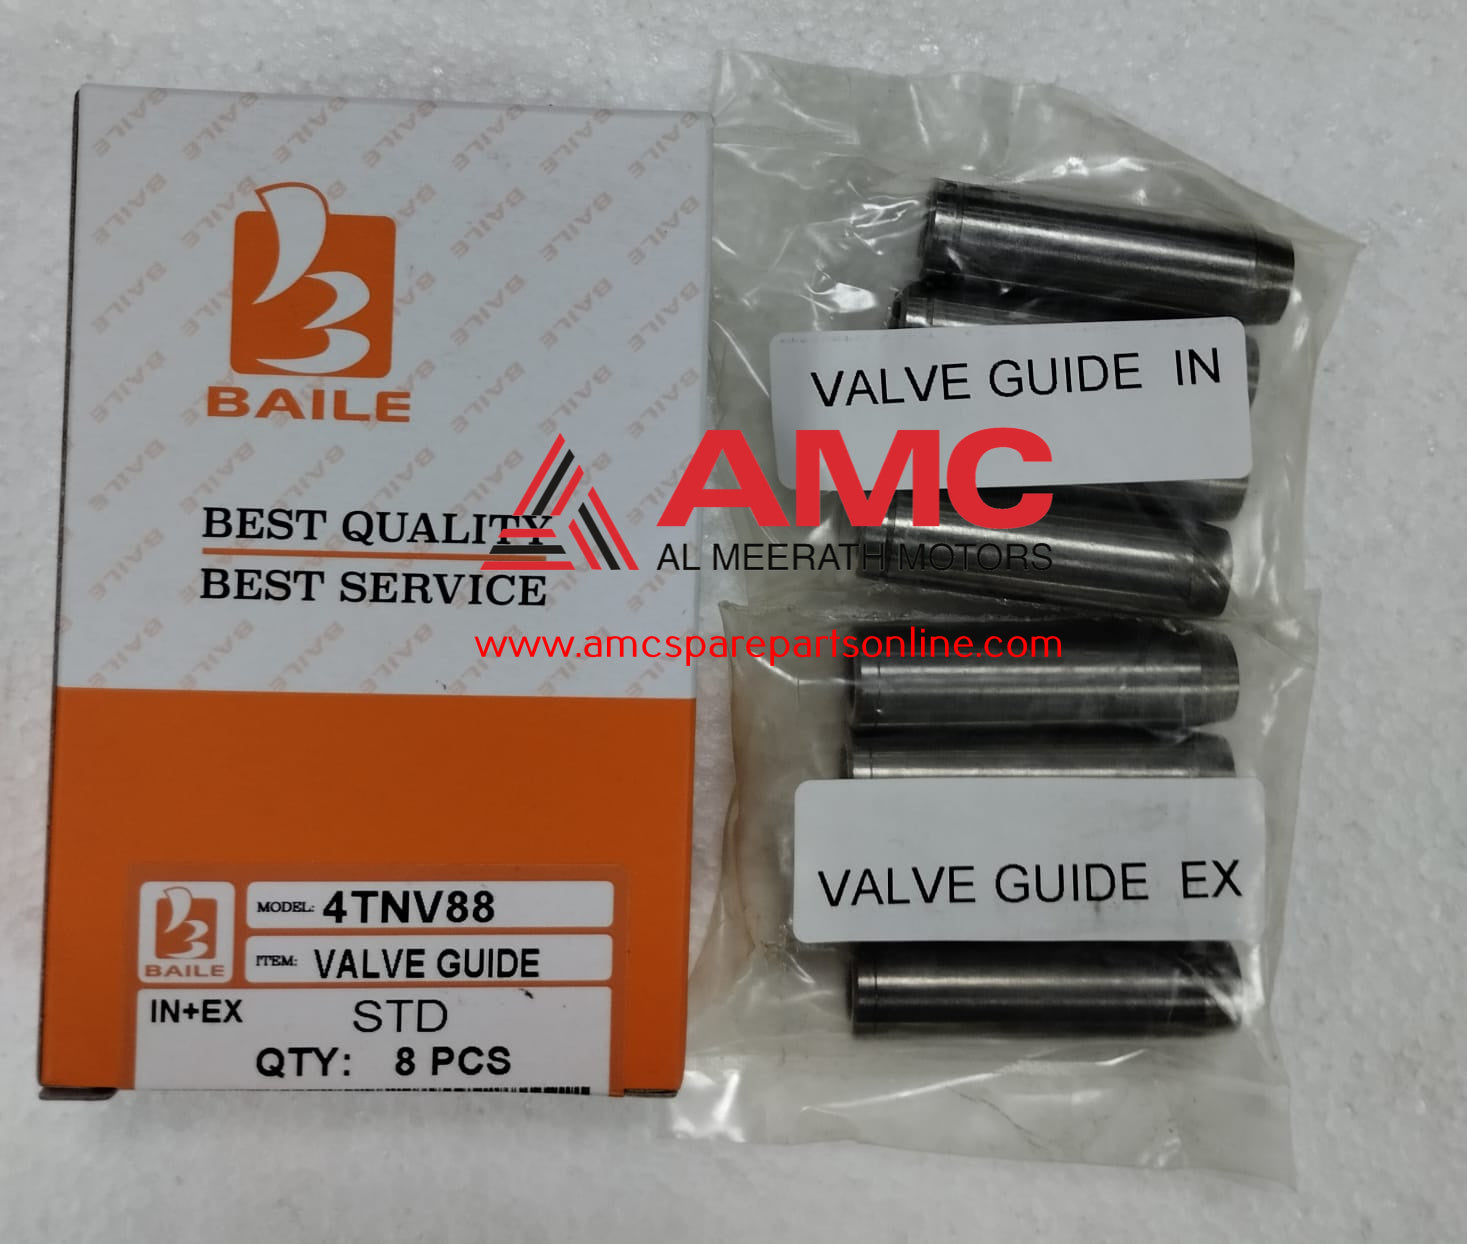 BAILE
BEST QUALITY
BEST SERVICE
BAILE
MODEL: 4TNV88
ITEM: VALVE GUIDE
IN+EX STD
QTY: 8 PCS
VALVE GUIDE IN
AMC
AL MEERATH MOTORS
www.amcsparepartsonline.com
VALVE GUIDE EX